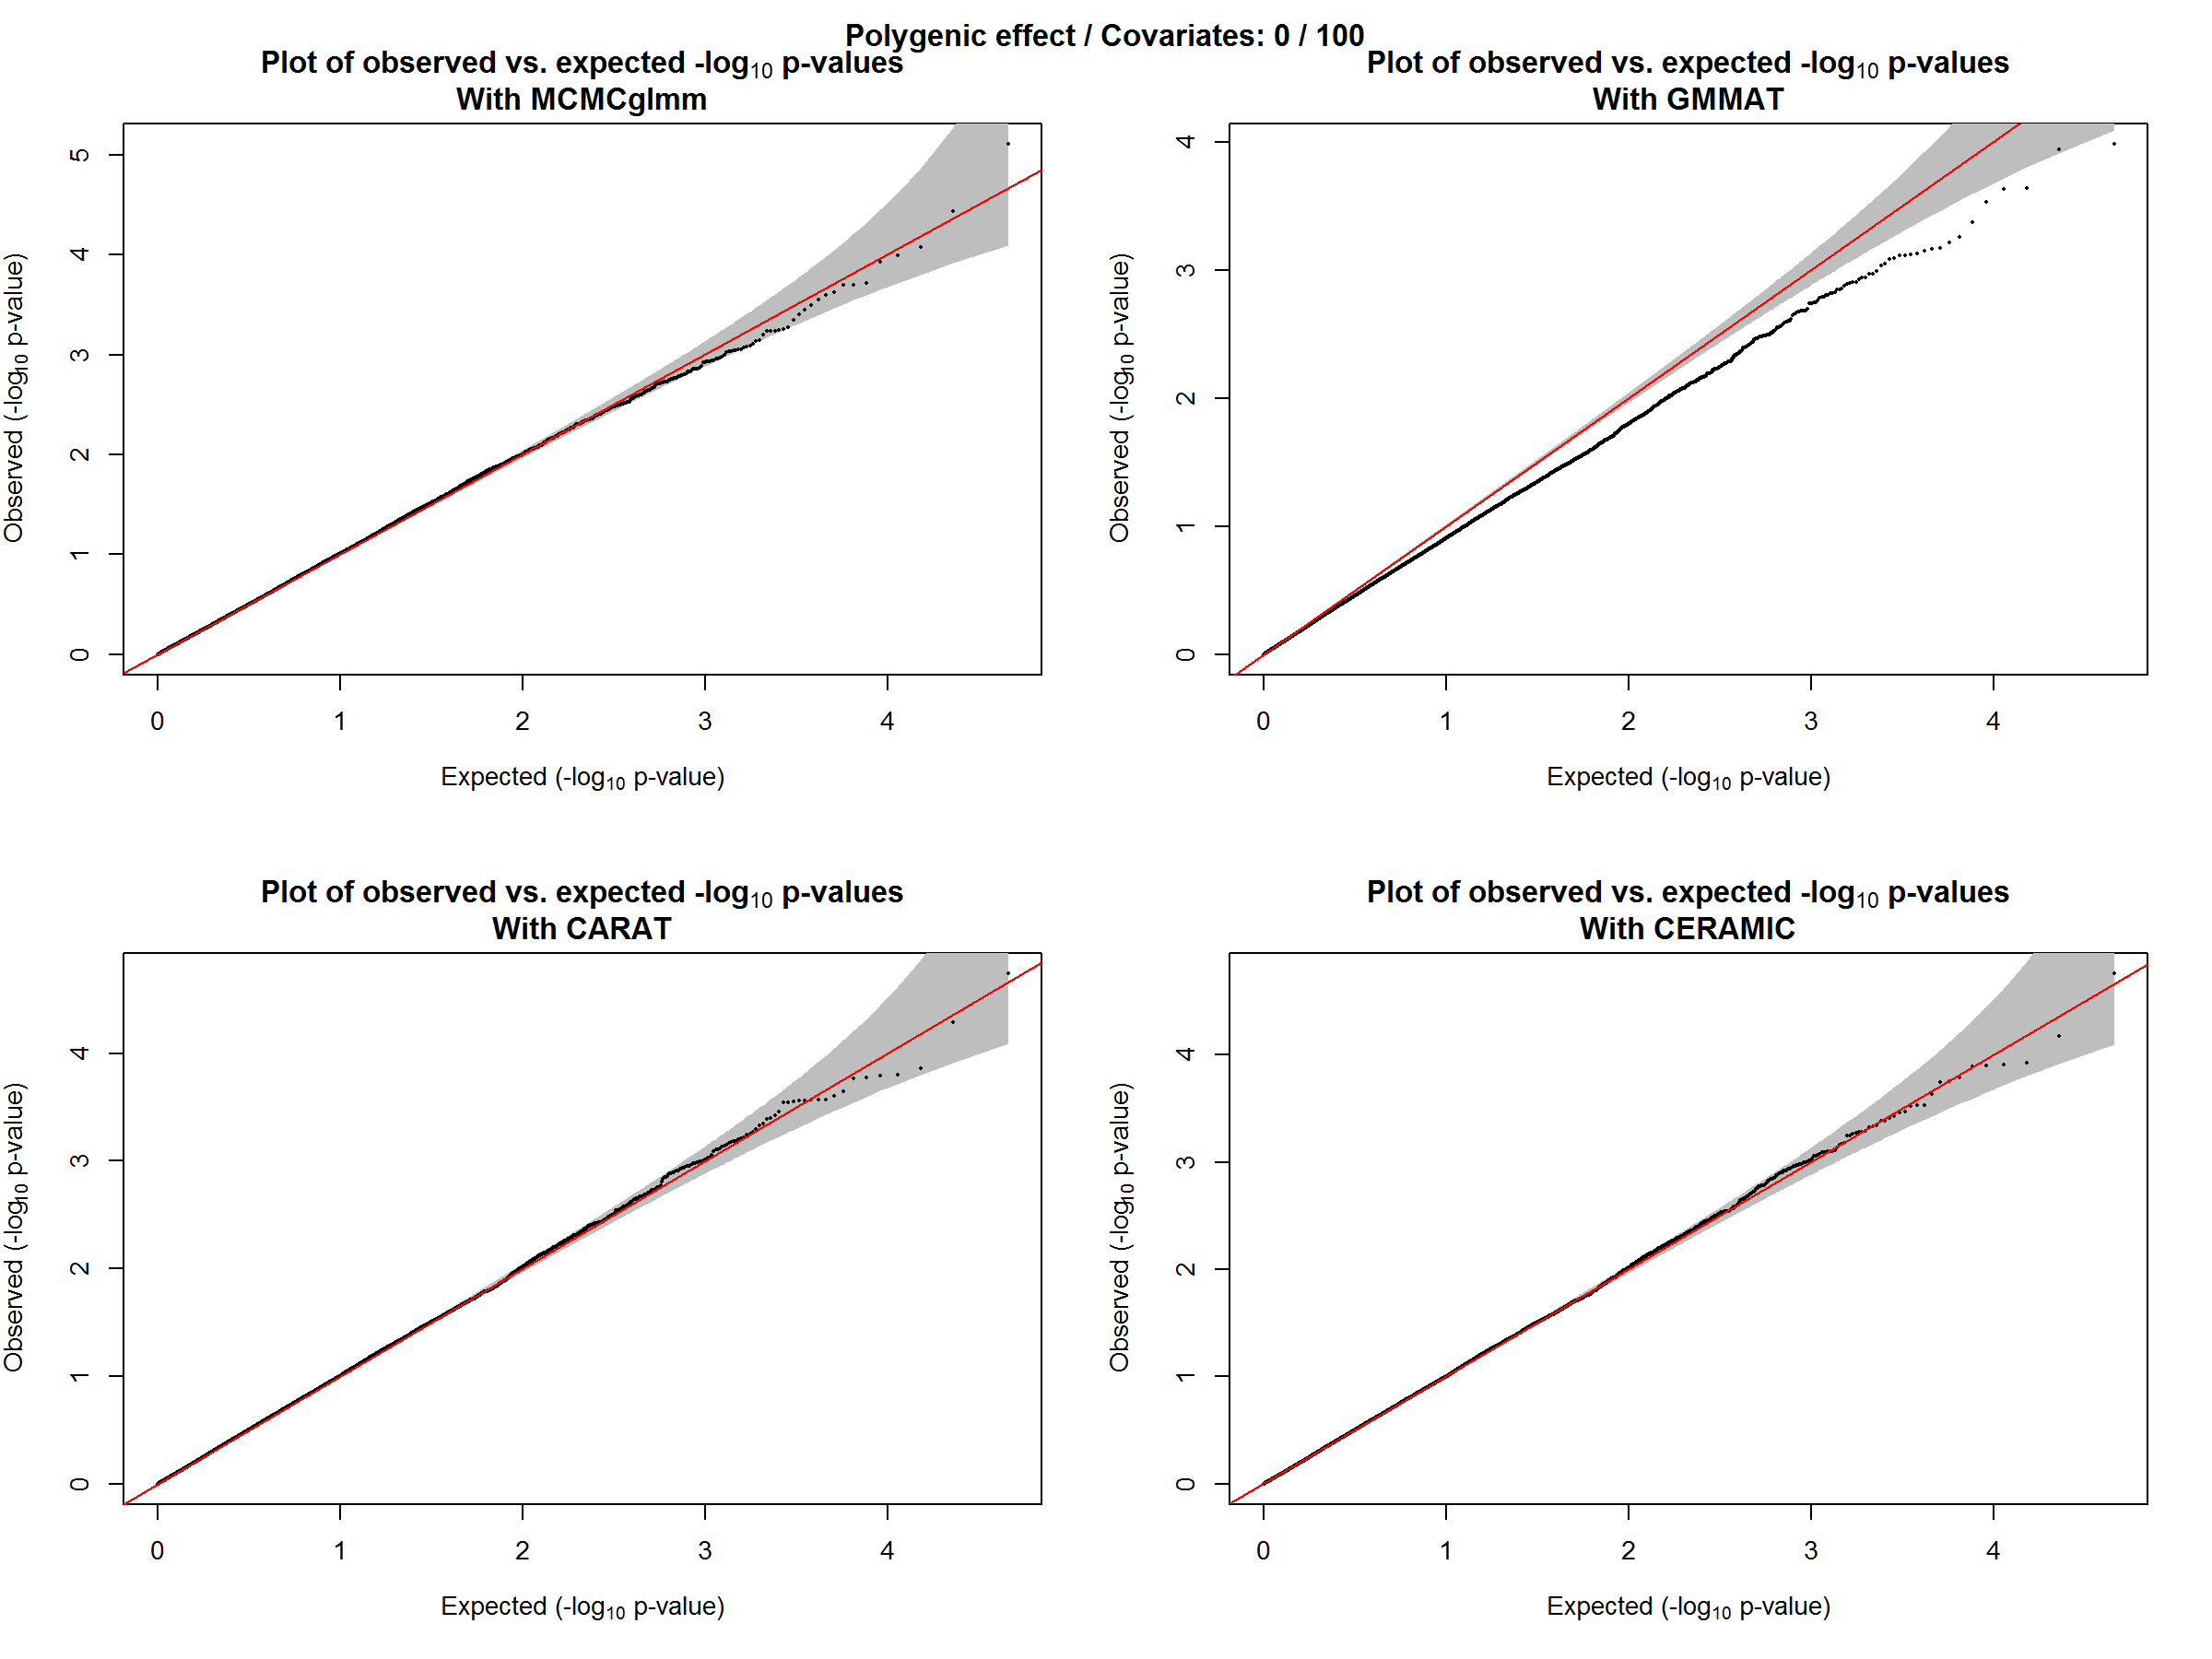 Polygenic effect / Covariates: 0 / 100
Plot of observed vs. expected -log10 p-values
With MCMCglmm
Observed (-log10 p-value)
5
4
3
2
1
0
0 1 2 3 4
Expected (-log10 p-value)
Plot of observed vs. expected -log10 p-values
With GMMAT
Observed (-log10 p-value)
4
3
2
1
0
0 1 2 3 4
Expected (-log10 p-value)
Plot of observed vs. expected -log10 p-values
With CARAT
Observed (-log10 p-value)
4
3
2
1
0
0 1 2 3 4
Expected (-log10 p-value)
Plot of observed vs. expected -log10 p-values
With CERAMIC
Observed (-log10 p-value)
4
3
2
1
0
0 1 2 3 4
Expected (-log10 p-value)